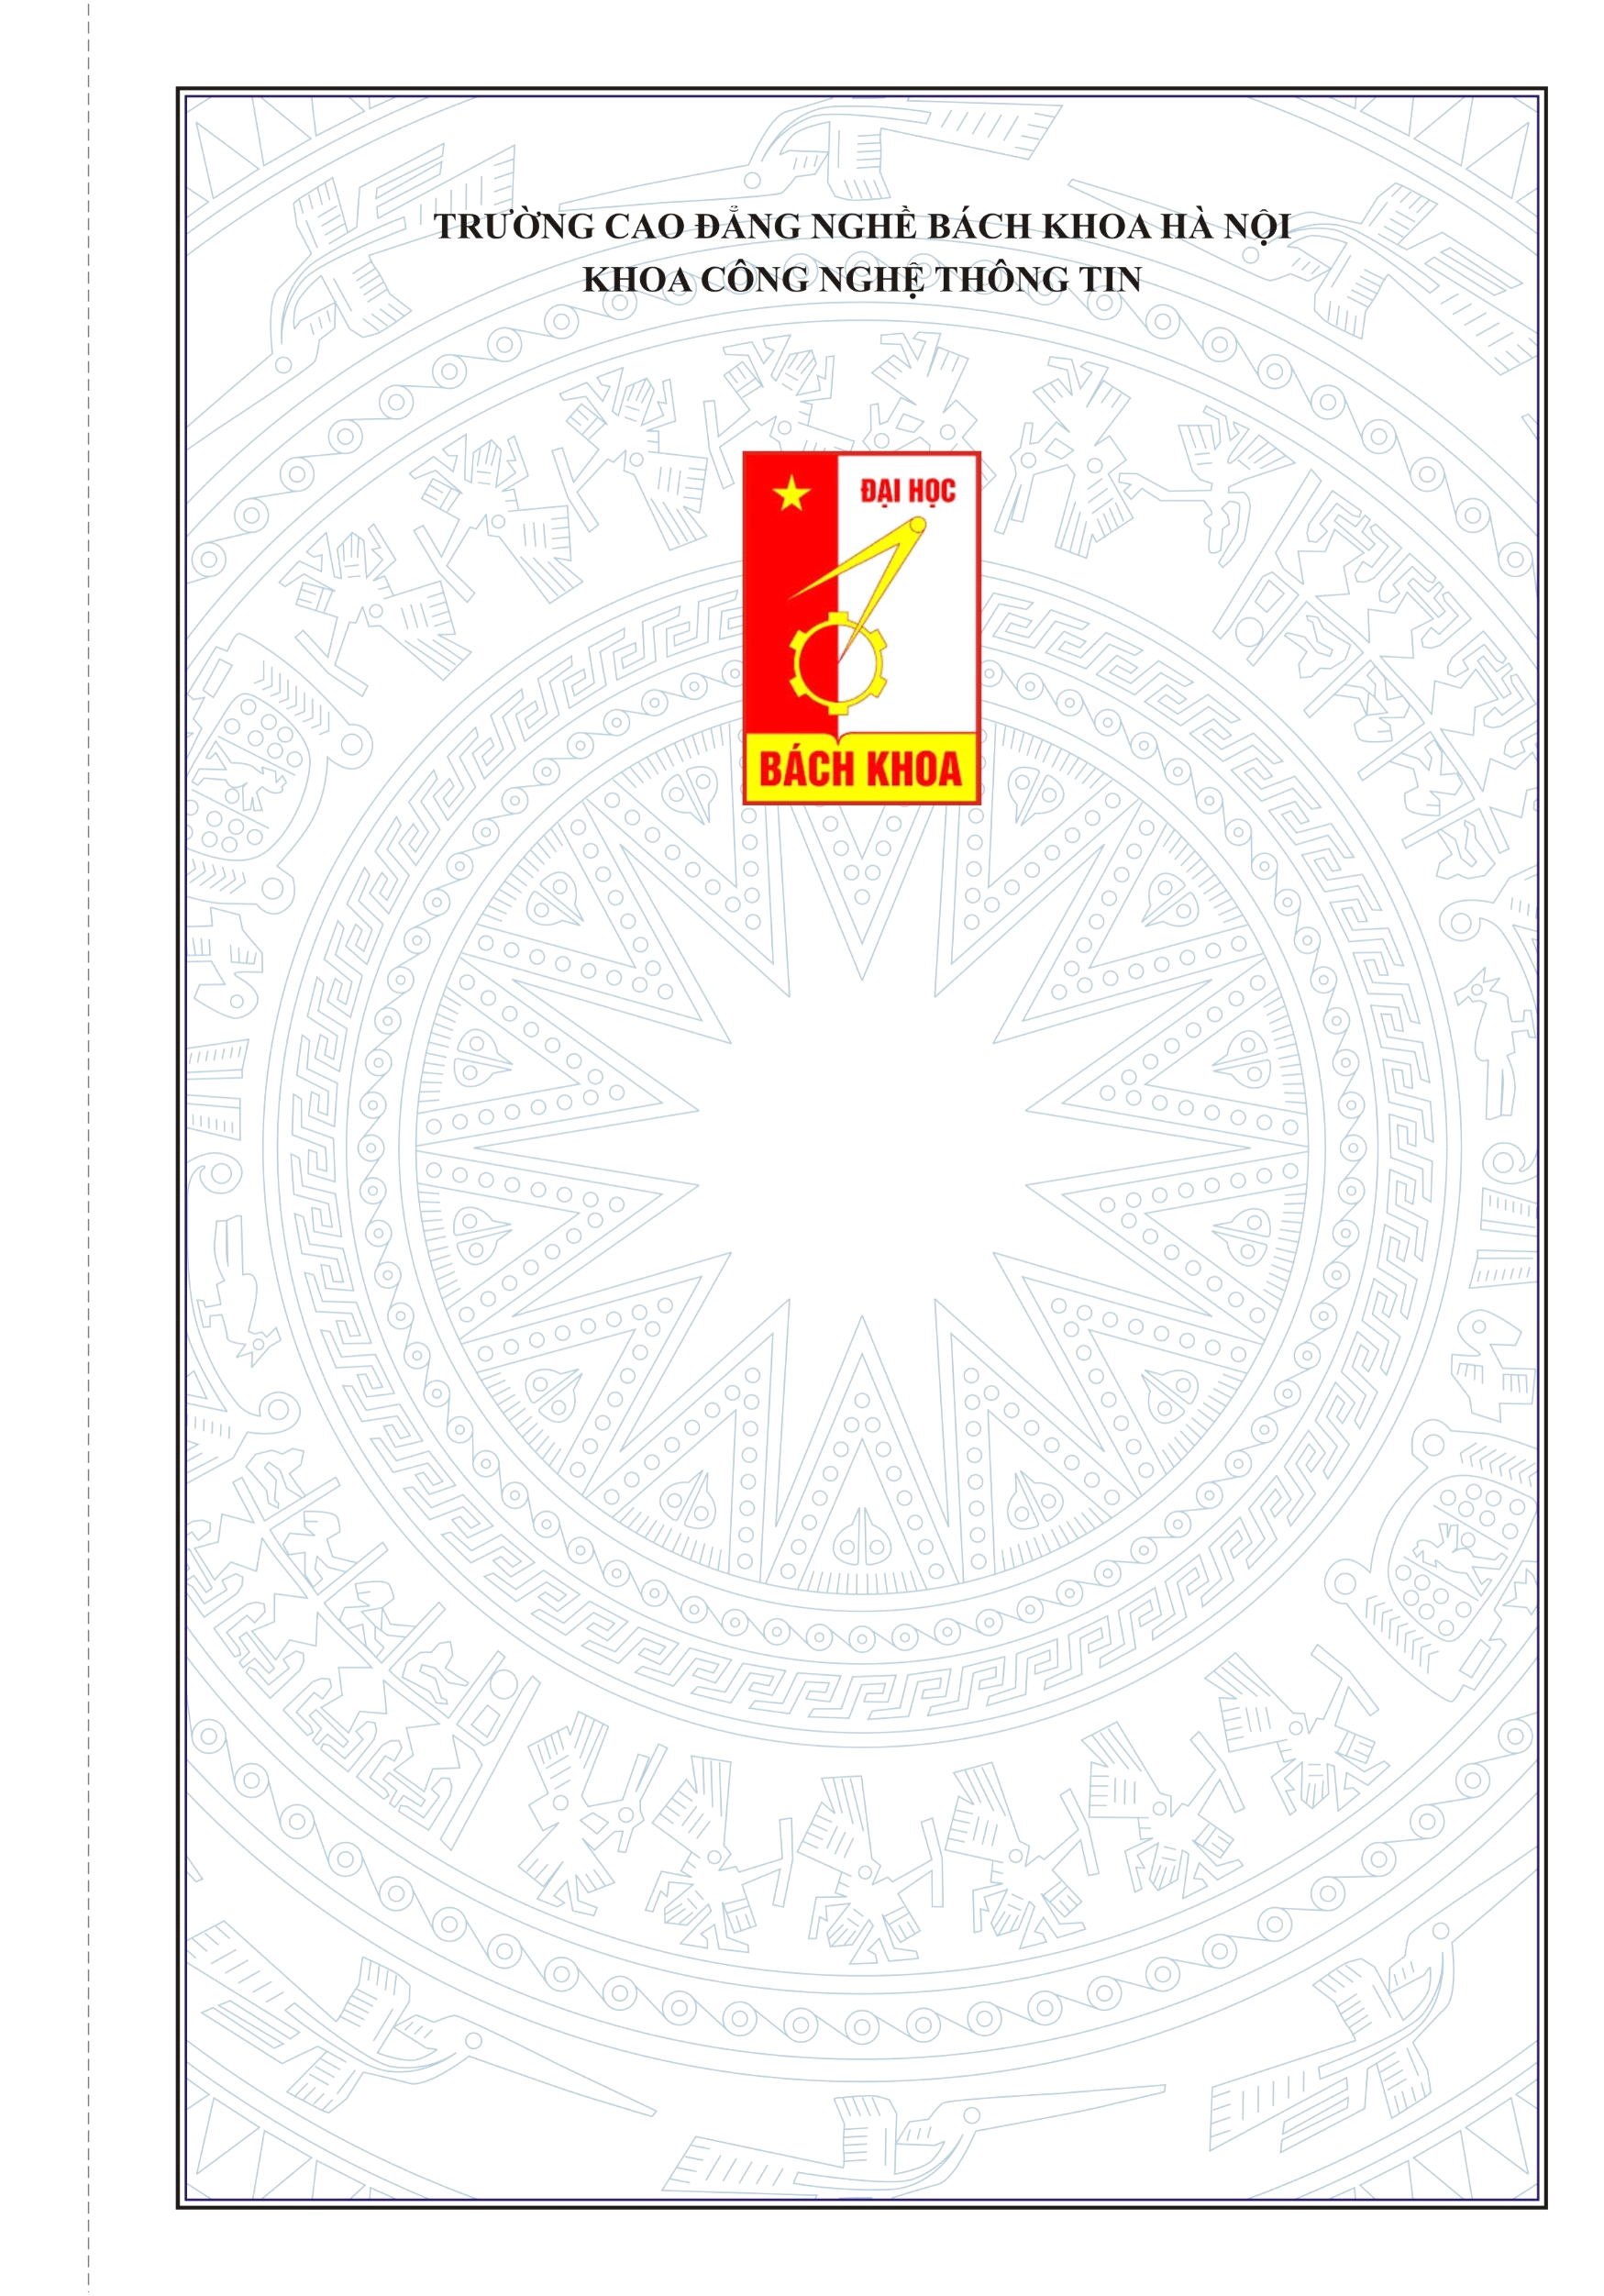 TRƯỜNG CAO ĐẲNG NGHỀ BÁCH KHOA HÀ NỘI
KHOA CÔNG NGHỆ THÔNG TIN
ĐẠI HỌC
BÁCH KHOA